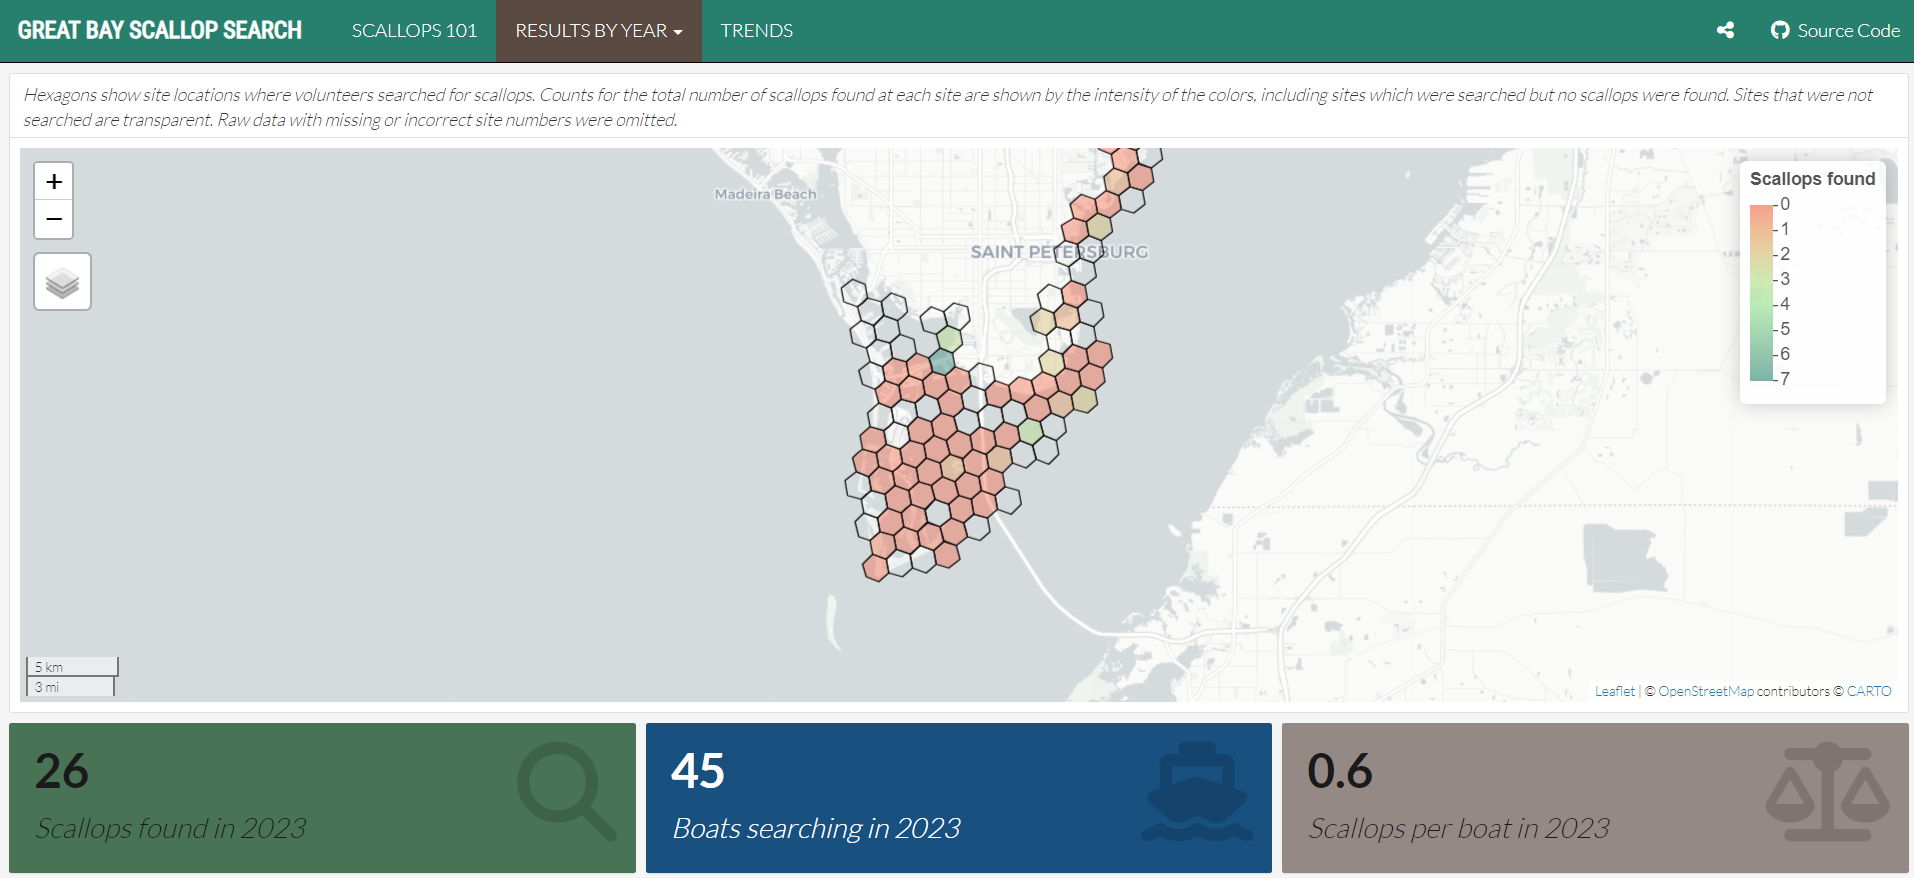 GREAT BAY SCALLOP SEARCH
SCALLOPS 101
RESULTS BY YEAR
TRENDS
Source Code
Hexagons show site locations where volunteers searched for scallops. Counts for the total number of scallops found at each site are shown by the intensity of the colors, including sites which were searched but no scallops were found. Sites that were not
searched are transparent. Raw data with missing or incorrect site numbers were omitted.
+
−
Madeira Beach
SAINT PETERSBURG
Scallops found
0
1
2
3
4
5
6
7
5 km
3 mi
Leaflet | © OpenStreetMap contributors © CARTO
26
Scallops found in 2023
45
Boats searching in 2023
0.6
Scallops per boat in 2023